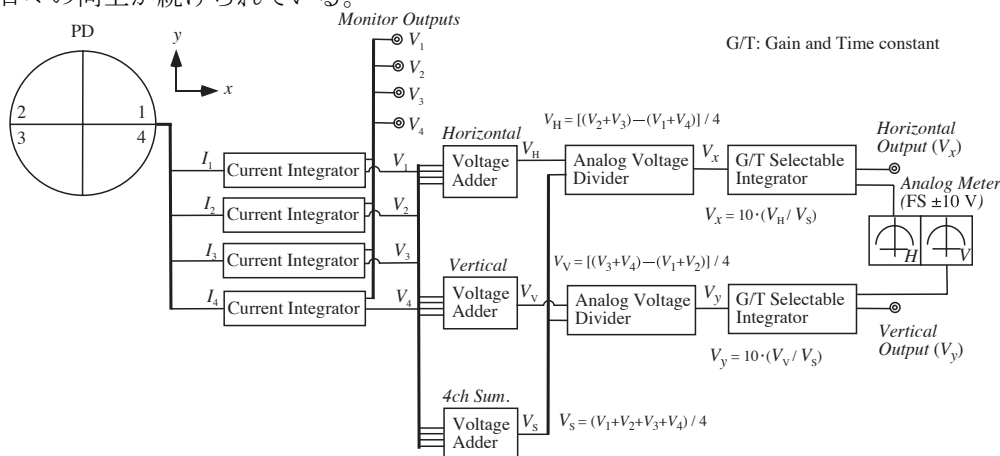 PD
y
x
2
1
3
4
Monitor Outputs
V1
V2
V3
V4
G/T: Gain and Time constant
I1
Current Integrator
V1
I2
Current Integrator
V2
I3
Current Integrator
V3
I4
Current Integrator
V4
Horizontal
Voltage
Adder
VH
VH = [(V2+V3)—(V1+V4)] / 4
Analog Voltage
Divider
Vx
G/T Selectable
Integrator
Vx = 10·(VH/ VS)
Horizontal
Output (Vx)
Analog Meter
(FS ±10 V)
H
V
Vertical
Voltage
Adder
VV
VV = [(V3+V4)—(V1+V2)] / 4
Analog Voltage
Divider
Vy
G/T Selectable
Integrator
Vy = 10·(VV/ VS)
Vertical
Output (Vy)
4ch Sum.
Voltage
Adder
VS
VS = (V1+V2+V3+V4) / 4